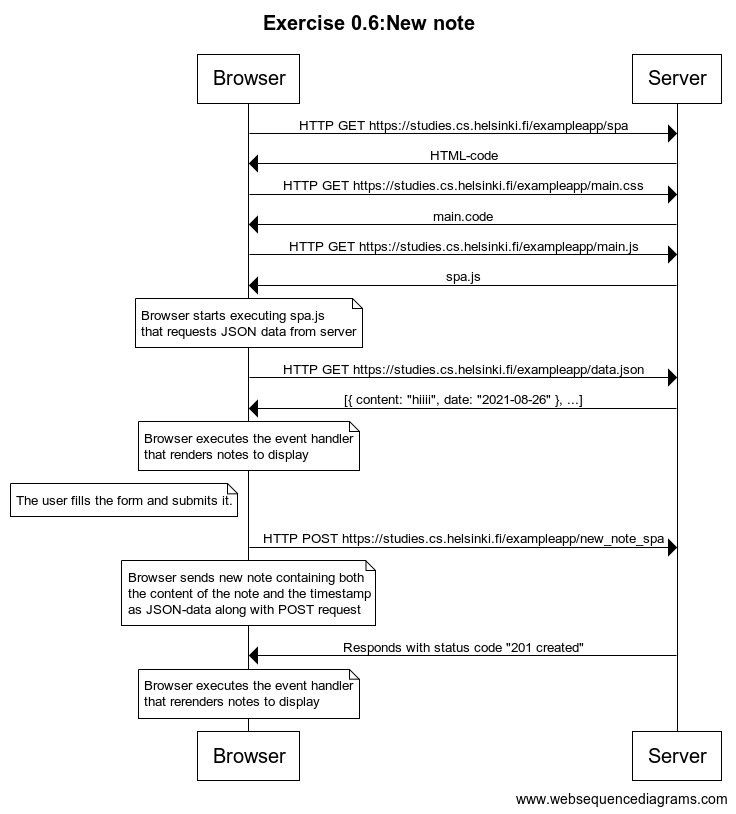 Exercise 0.6:New note
Browser
Server
HTTP GET https://studies.cs.helsinki.fi/exampleapp/spa
HTML-code
HTTP GET https://studies.cs.helsinki.fi/exampleapp/main.css
main.code
HTTP GET https://studies.cs.helsinki.fi/exampleapp/main.js
spa.js
Browser starts executing spa.js
that requests JSON data from server
HTTP GET https://studies.cs.helsinki.fi/exampleapp/data.json
[{ content: "hiiii", date: "2021-08-26" }, ...]
Browser executes the event handler
that renders notes to display
The user fills the form and submits it.
HTTP POST https://studies.cs.helsinki.fi/exampleapp/new_note_spa
Browser sends new note containing both
the content of the note and the timestamp
as JSON-data along with POST request
Responds with status code "201 created"
Browser executes the event handler
that rerenders notes to display
Browser
Server
www.websequencediagrams.com